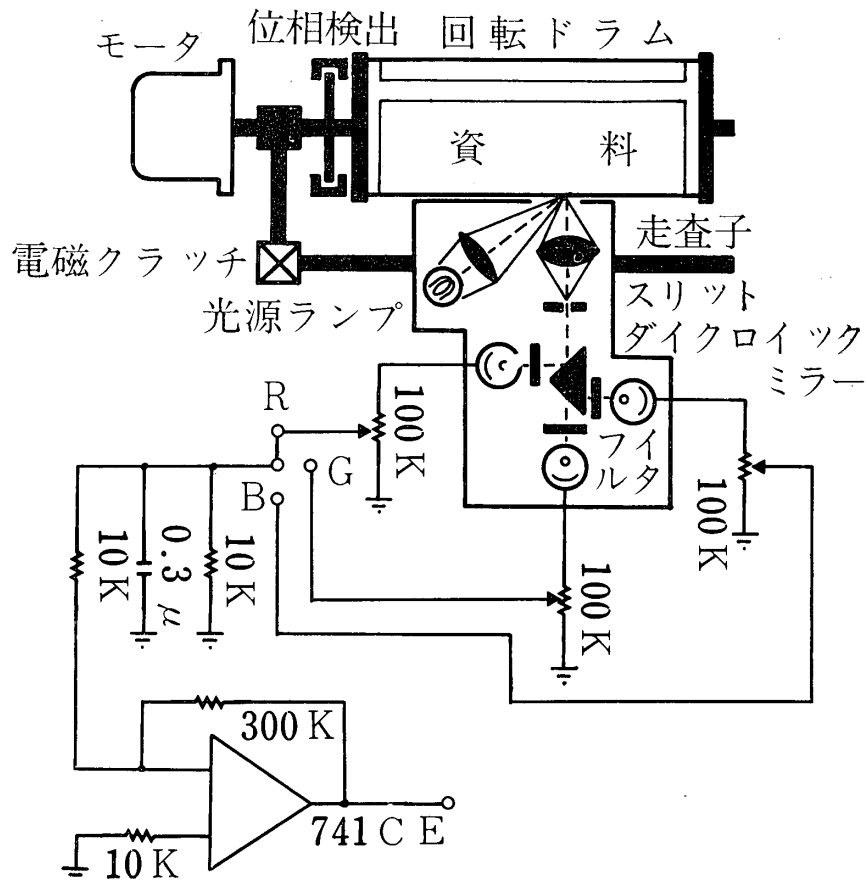 モータ
位相検出
回転ドラム
資料
電磁クラッチ
走査子
光源ランプ
スリット
ダイクロイック
ミラー
R
100K
フィルタ
G
B
100K
10K
0.3μ
10K
100K
300K
741CE
10K